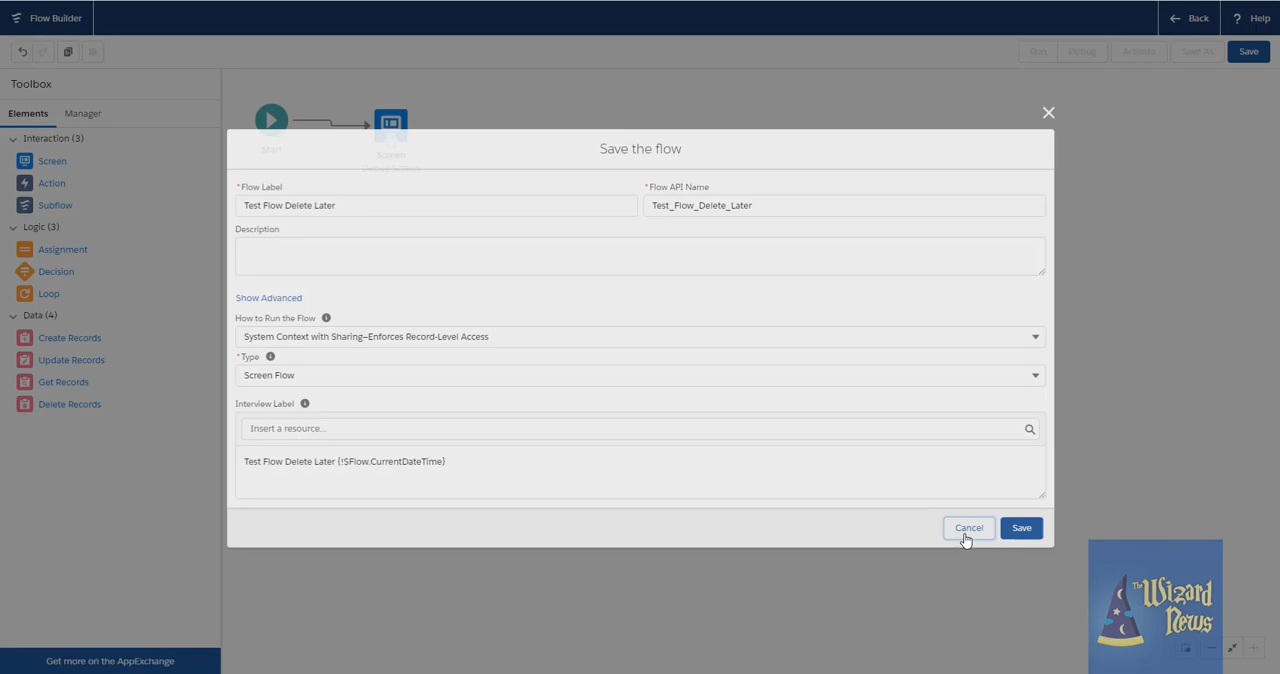 Flow Builder
Back
? Help
Run
Debug
Activate
Save As
Save
Toolbox
Elements
Manager
Interaction (3)
Screen
Action
Subflow
Logic (3)
Assignment
Decision
Loop
Data (4)
Create Records
Update Records
Get Records
Delete Records
Get more on the AppExchange
Start
Screen
Save the flow
* Flow Label
Test Flow Delete Later
* Flow API Name
Test_Flow_Delete_Later
Description
Show Advanced
How to Run the Flow
System Context with Sharing—Enforces Record-Level Access
* Type
Screen Flow
Interview Label
Insert a resource...
Test Flow Delete Later {!$Flow.CurrentDateTime}
Cancel
Save
The
Wizard
News